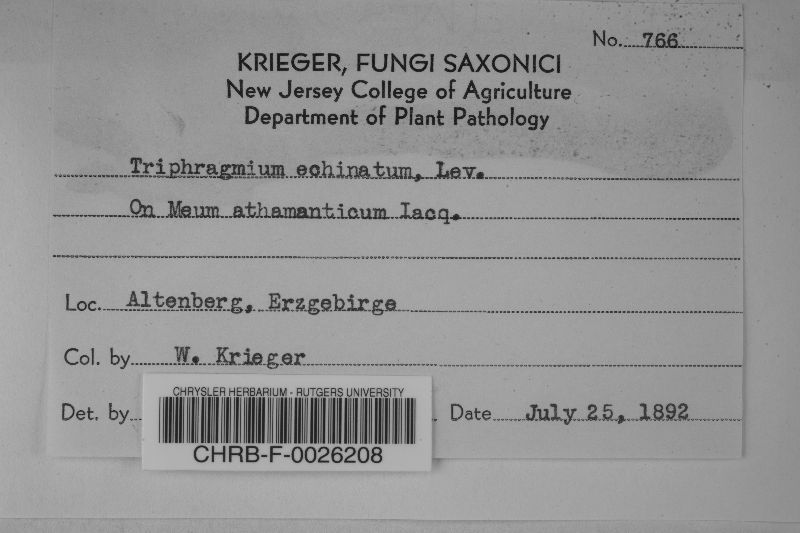 No. 766
KRIEGER, FUNGI SAXONICI
New Jersey College of Agriculture
Department of Plant Pathology
Triphragmium echinatum, Lev.
On Meum athamanticum Iacq.
Loc. Altenberg, Erzgebirge
Col. by W. Krieger
Det. by Date July 25, 1892
CHRYSLER HERBARIUM - RUTGERS UNIVERSITY
CHRB-F-0026208